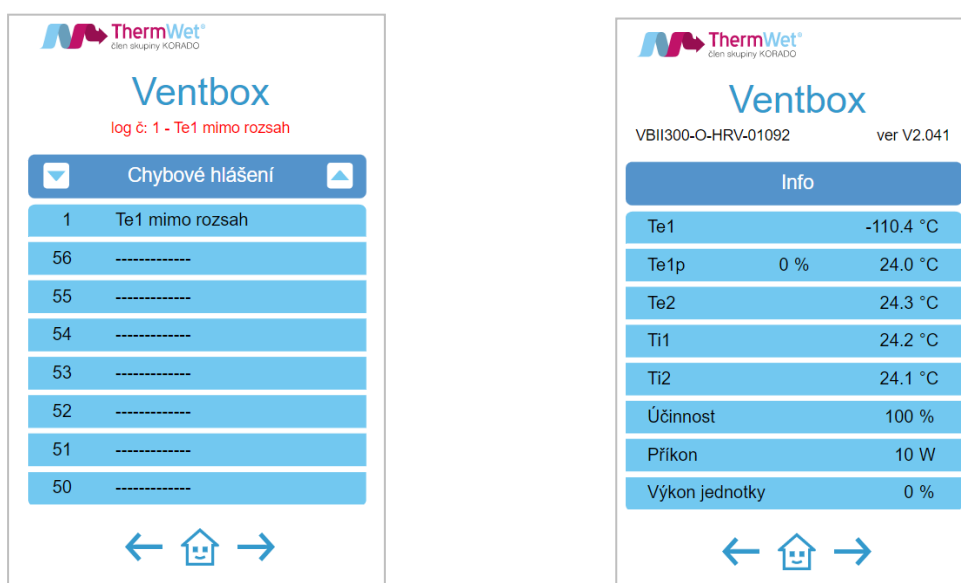 ThermWet®
člen skupiny KORADO
Ventbox
log č: 1 - Te1 mimo rozsah
Chybové hlášení
1 Te1 mimo rozsah
56 -------------
55 -------------
54 -------------
53 -------------
52 -------------
51 -------------
50 -------------
ThermWet®
člen skupiny KORADO
Ventbox
VBII300-O-HRV-01092 ver V2.041
Info
Te1 -110.4 °C
Te1p 0 % 24.0 °C
Te2 24.3 °C
Ti1 24.2 °C
Ti2 24.1 °C
Účinnost 100 %
Příkon 10 W
Výkon jednotky 0 %